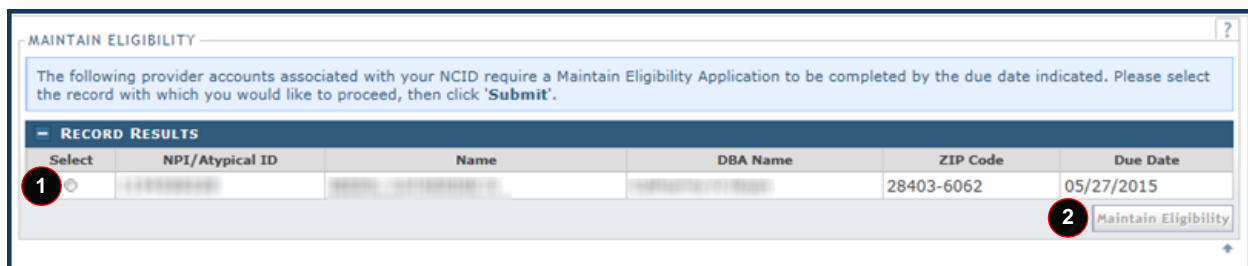 ?
MAINTAIN ELIGIBILITY
The following provider accounts associated with your NCID require a Maintain Eligibility Application to be completed by the due date indicated. Please select
the record with which you would like to proceed, then click 'Submit'.
− RECORD RESULTS
Select NPI/Atypical ID Name DBA Name ZIP Code Due Date
1 28403-6062 05/27/2015
2 Maintain Eligibility